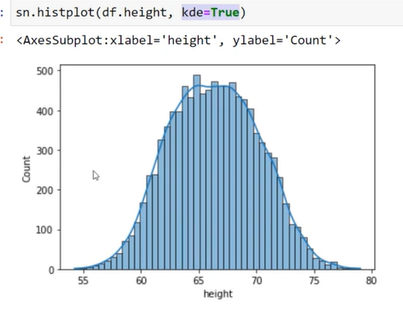 : sn.histplot(df.height, kde=True)
: <AxesSubplot:xlabel='height', ylabel='Count'>
500
400
300
200
100
0
Count
55 60 65 70 75 80
height